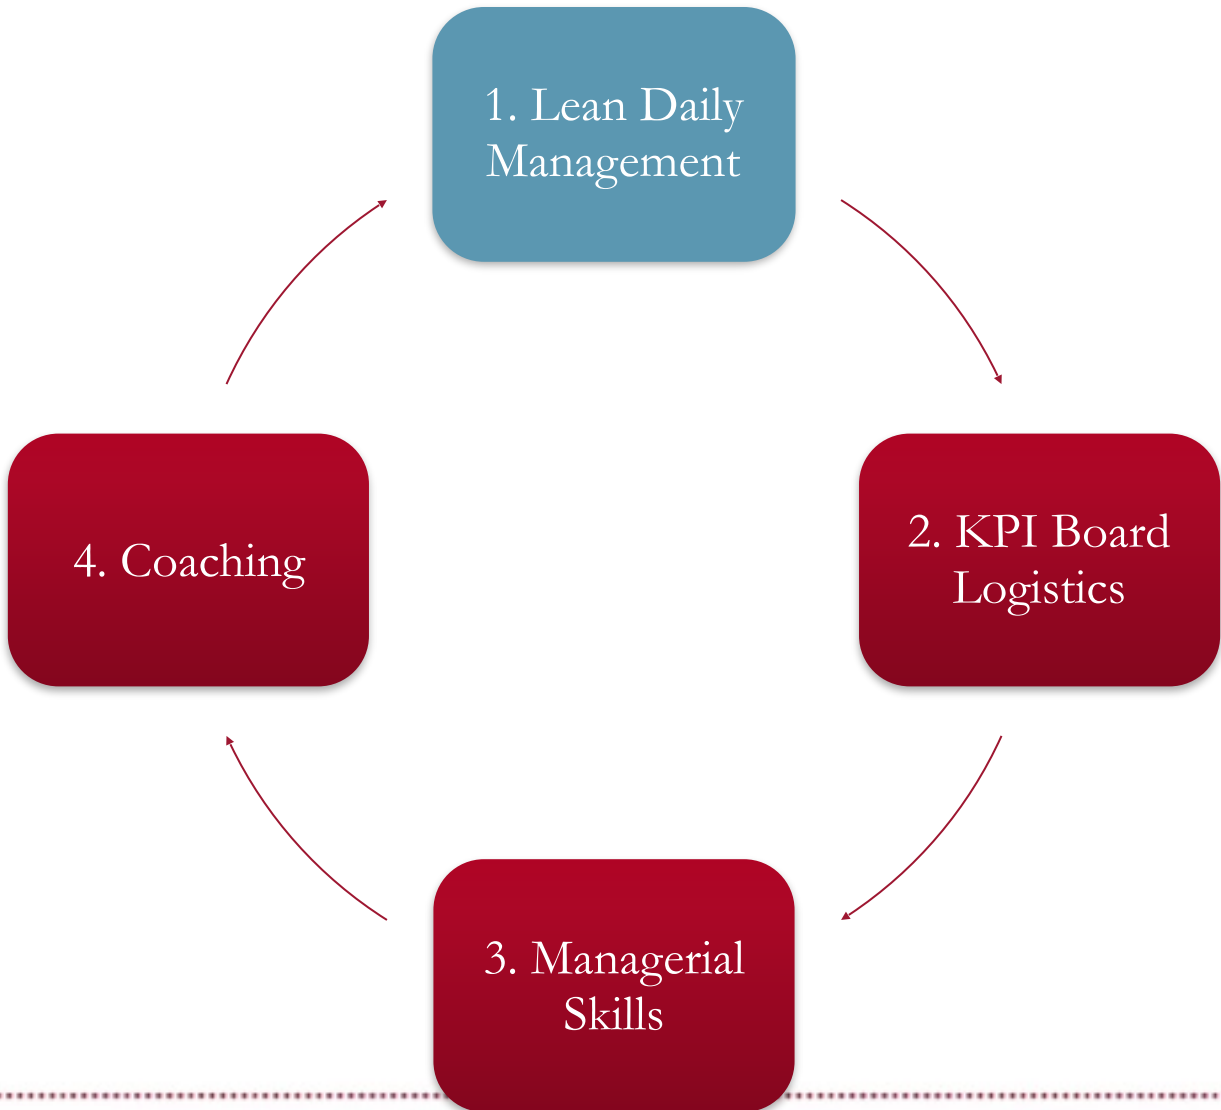 1. Lean Daily
Management
2. KPI Board
Logistics
3. Managerial
Skills
4. Coaching